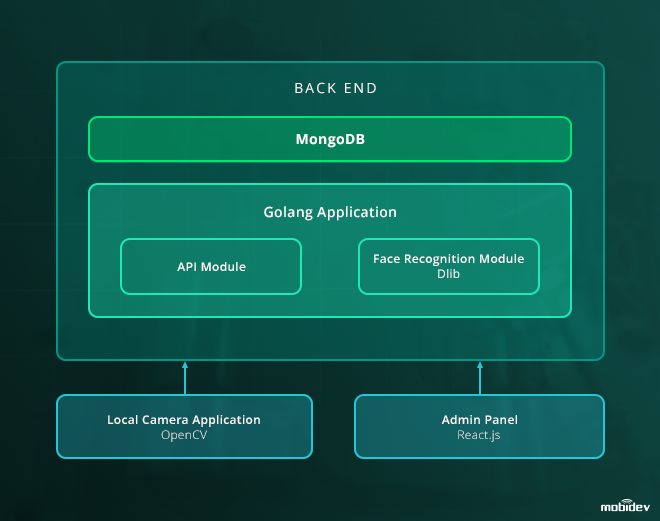 BACK END
MongoDB
Golang Application
API Module
Face Recognition Module
Dlib
Local Camera Application
OpenCV
Admin Panel
React.js
mobidev